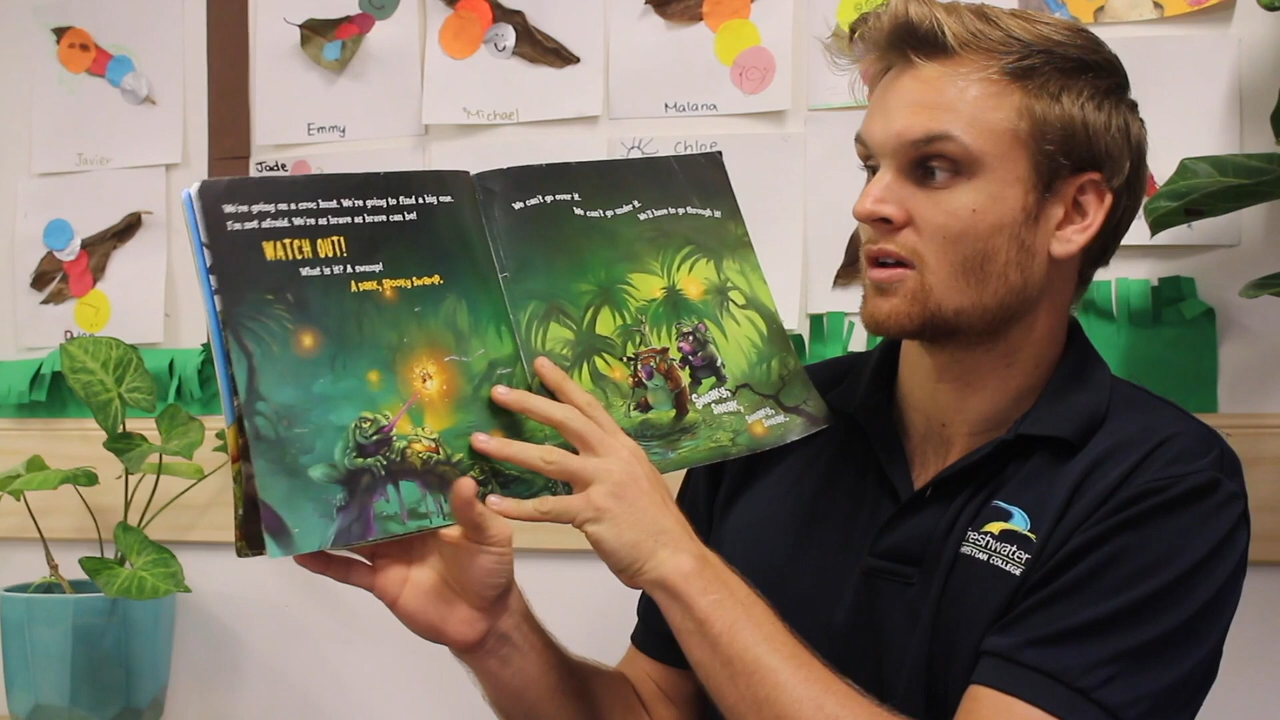 Javier
Emmy
Michael
Malana
Jade
Chloe
We're going on a croc hunt. We're going to find a big one.
I'm not afraid. We're as brave as brave can be!
WATCH OUT!
What is it? A swamp!
A DARK, SPOOKY SWAMP.
We can't go over it.
We can't go under it.
We'll have to go through it!
Sneaky,
sneak,
sneaky,
sneak.
freshwater
CHRISTIAN COLLEGE